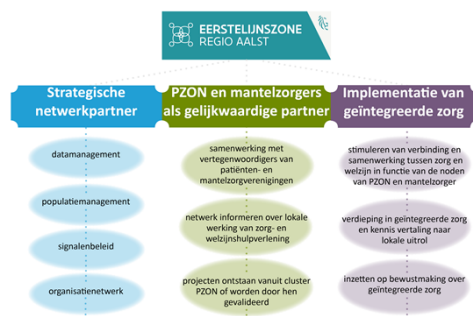 EERSTELIJNSZONE
REGIO AALST
Strategische
netwerkpartner
datamanagement
populatiemanagement
signalenbeleid
organisatienetwerk
PZON en mantelzorgers
als gelijkwaardige partner
samenwerking met
vertegenwoordigers van
patiënten- en
mantelzorgverenigingen
netwerk informeren over lokale
werking van zorg- en
welzijnshulpverlening
projecten ontstaan vanuit cluster
PZON of worden door hen
gevalideerd
Implementatie van
geïntegreerde zorg
stimuleren van verbinding en
samenwerking tussen zorg en
welzijn in functie van de noden
van PZON en mantelzorger
verdieping in geïntegreerde zorg
en kennis vertaling naar
lokale uitrol
inzetten op bewustmaking over
geïntegreerde zorg